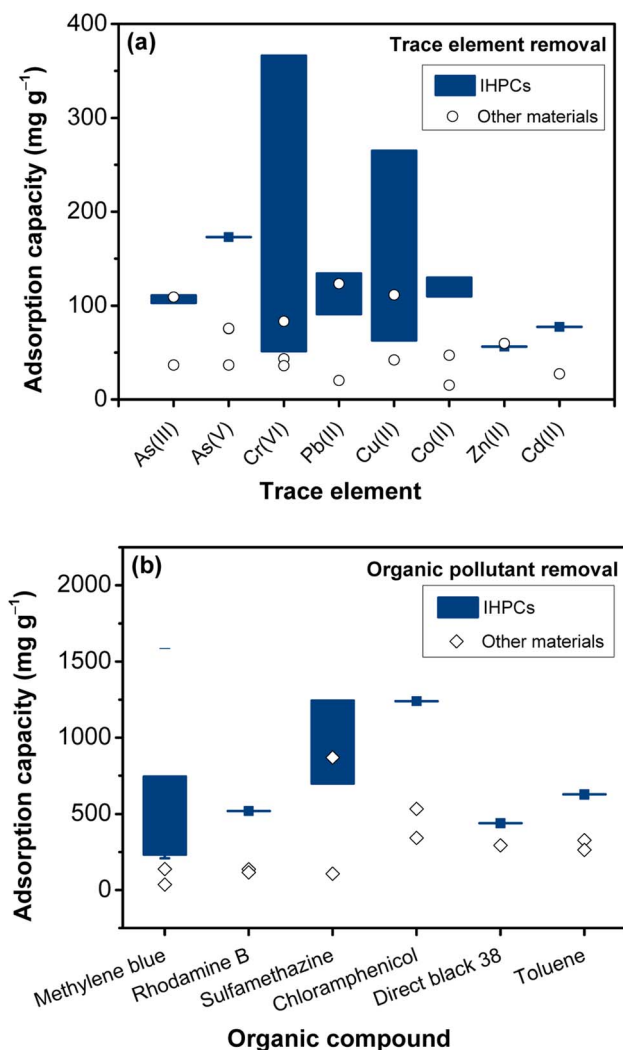 (a)
Trace element removal
IHPCs
Other materials
Adsorption capacity (mg g⁻¹)
400
300
200
100
0
As(III)
As(V)
Cr(VI)
Pb(II)
Cu(II)
Co(II)
Zn(II)
Cd(II)
Trace element
(b)
Organic pollutant removal
IHPCs
Other materials
Adsorption capacity (mg g⁻¹)
2000
1500
1000
500
0
Methylene blue
Rhodamine B
Sulfamethazine
Chloramphenicol
Direct black 38
Toluene
Organic compound